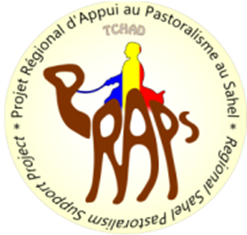 * Projet Régional d'Appui au Pastoralisme au Sahel *
TCHAD
PRAPS
Regional Sahel Pastoralism Support Project